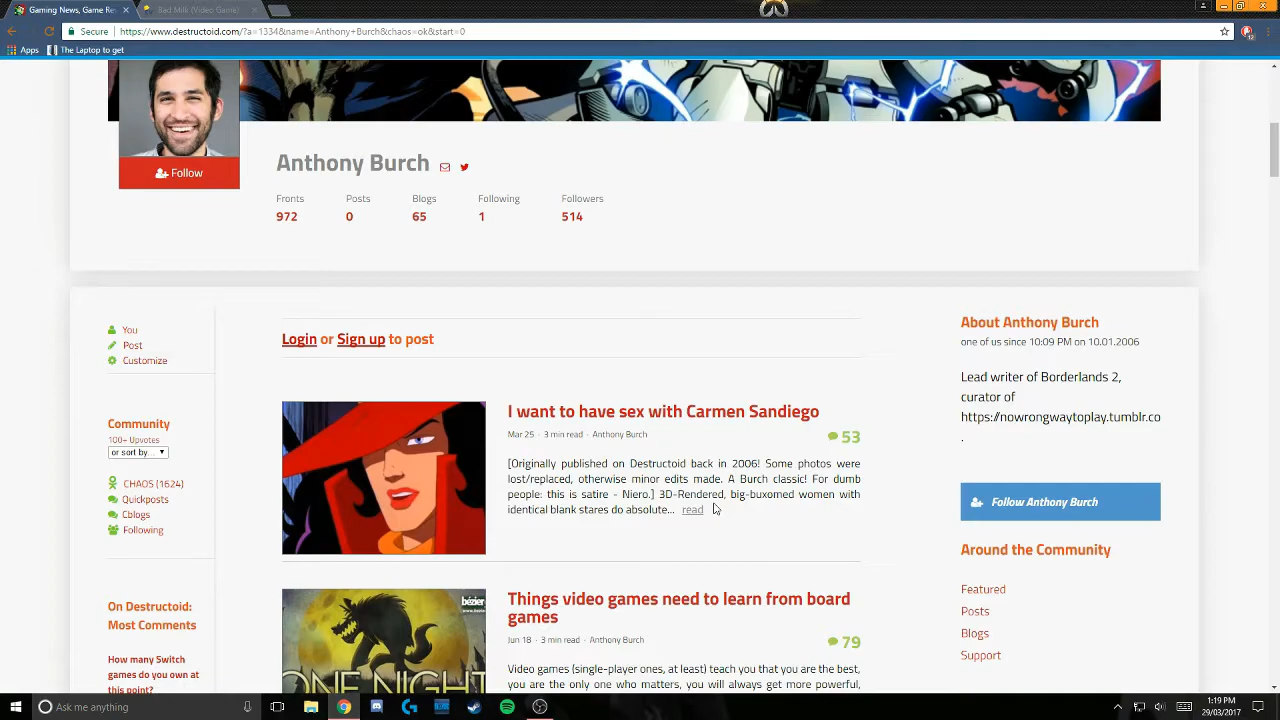 Gaming News, Game Re
Bad Milk (Video Game)
Secure
https://www.destructoid.com/?a=1334&name=Anthony+Burch&chaos=ok&start=0
Apps
The Laptop to get
Follow
Anthony Burch
Fronts Posts Blogs Following Followers
972 0 65 1 514
You
Post
Customize
Community
100+ Upvotes
or sort by...
CHAOS (1624)
Quickposts
Cblogs
Following
On Destructoid:
Most Comments
How many Switch
games do you own at
this point?
Login or Sign up to post
I want to have sex with Carmen Sandiego
Mar 25 · 3 min read · Anthony Burch
53
[Originally published on Destructoid back in 2006! Some photos were
lost/replaced, otherwise minor edits made. A Burch classic! For dumb
people: this is satire - Niero.] 3D-Rendered, big-buxomed women with
identical blank stares do absolute... read
bézier
ONE NIGHT
Things video games need to learn from board
games
Jun 18 · 3 min read · Anthony Burch
79
Video games (single-player ones, at least) teach you that you are the best,
you are the only one who matters, you will always get more powerful,
About Anthony Burch
one of us since 10:09 PM on 10.01.2006
Lead writer of Borderlands 2,
curator of
https://nowrongwaytoplay.tumblr.co
.
Follow Anthony Burch
Around the Community
Featured
Posts
Blogs
Support
Ask me anything
1:19 PM
29/03/2017